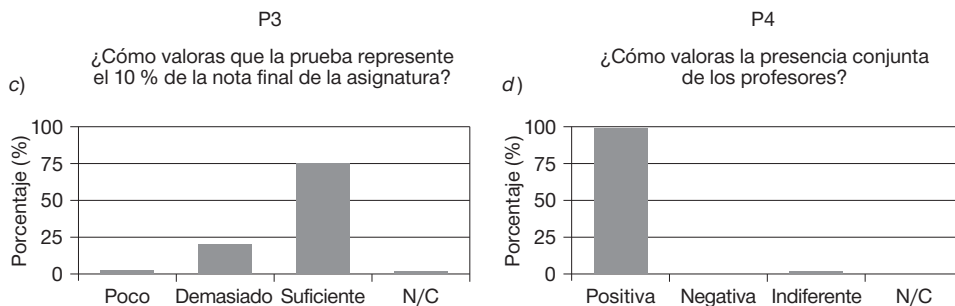 P3
¿Cómo valoras que la prueba represente
el 10 % de la nota final de la asignatura?
c)
Porcentaje (%)
100
75
50
25
0
Poco Demasiado Suficiente N/C
P4
¿Cómo valoras la presencia conjunta
de los profesores?
d)
Porcentaje (%)
100
75
50
25
0
Positiva Negativa Indiferente N/C